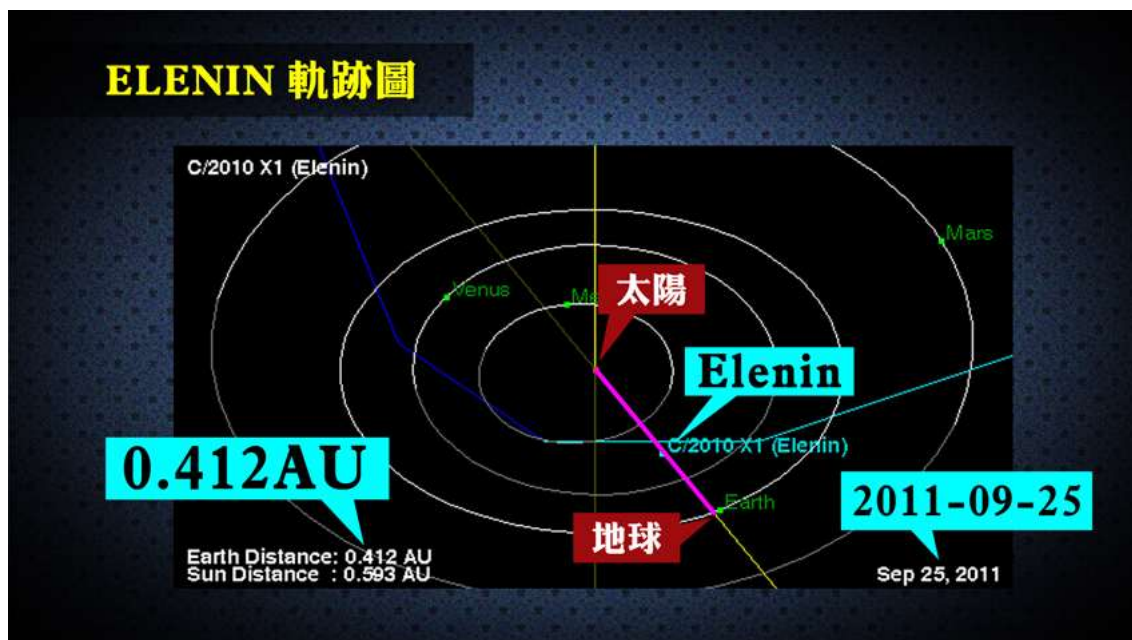 ELENIN 軌跡圖
C/2010 X1 (Elenin)
Mars
Venus
太陽
Elenin
C/2010 X1 (Elenin)
0.412AU
Earth
2011-09-25
地球
Earth Distance: 0.412 AU
Sun Distance : 0.593 AU
Sep 25, 2011